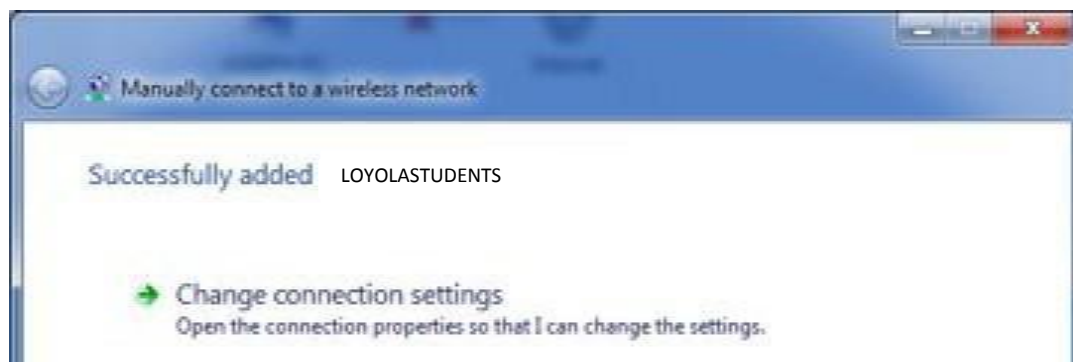 Manually connect to a wireless network
Successfully added LOYOLASTUDENTS
Change connection settings
Open the connection properties so that I can change the settings.